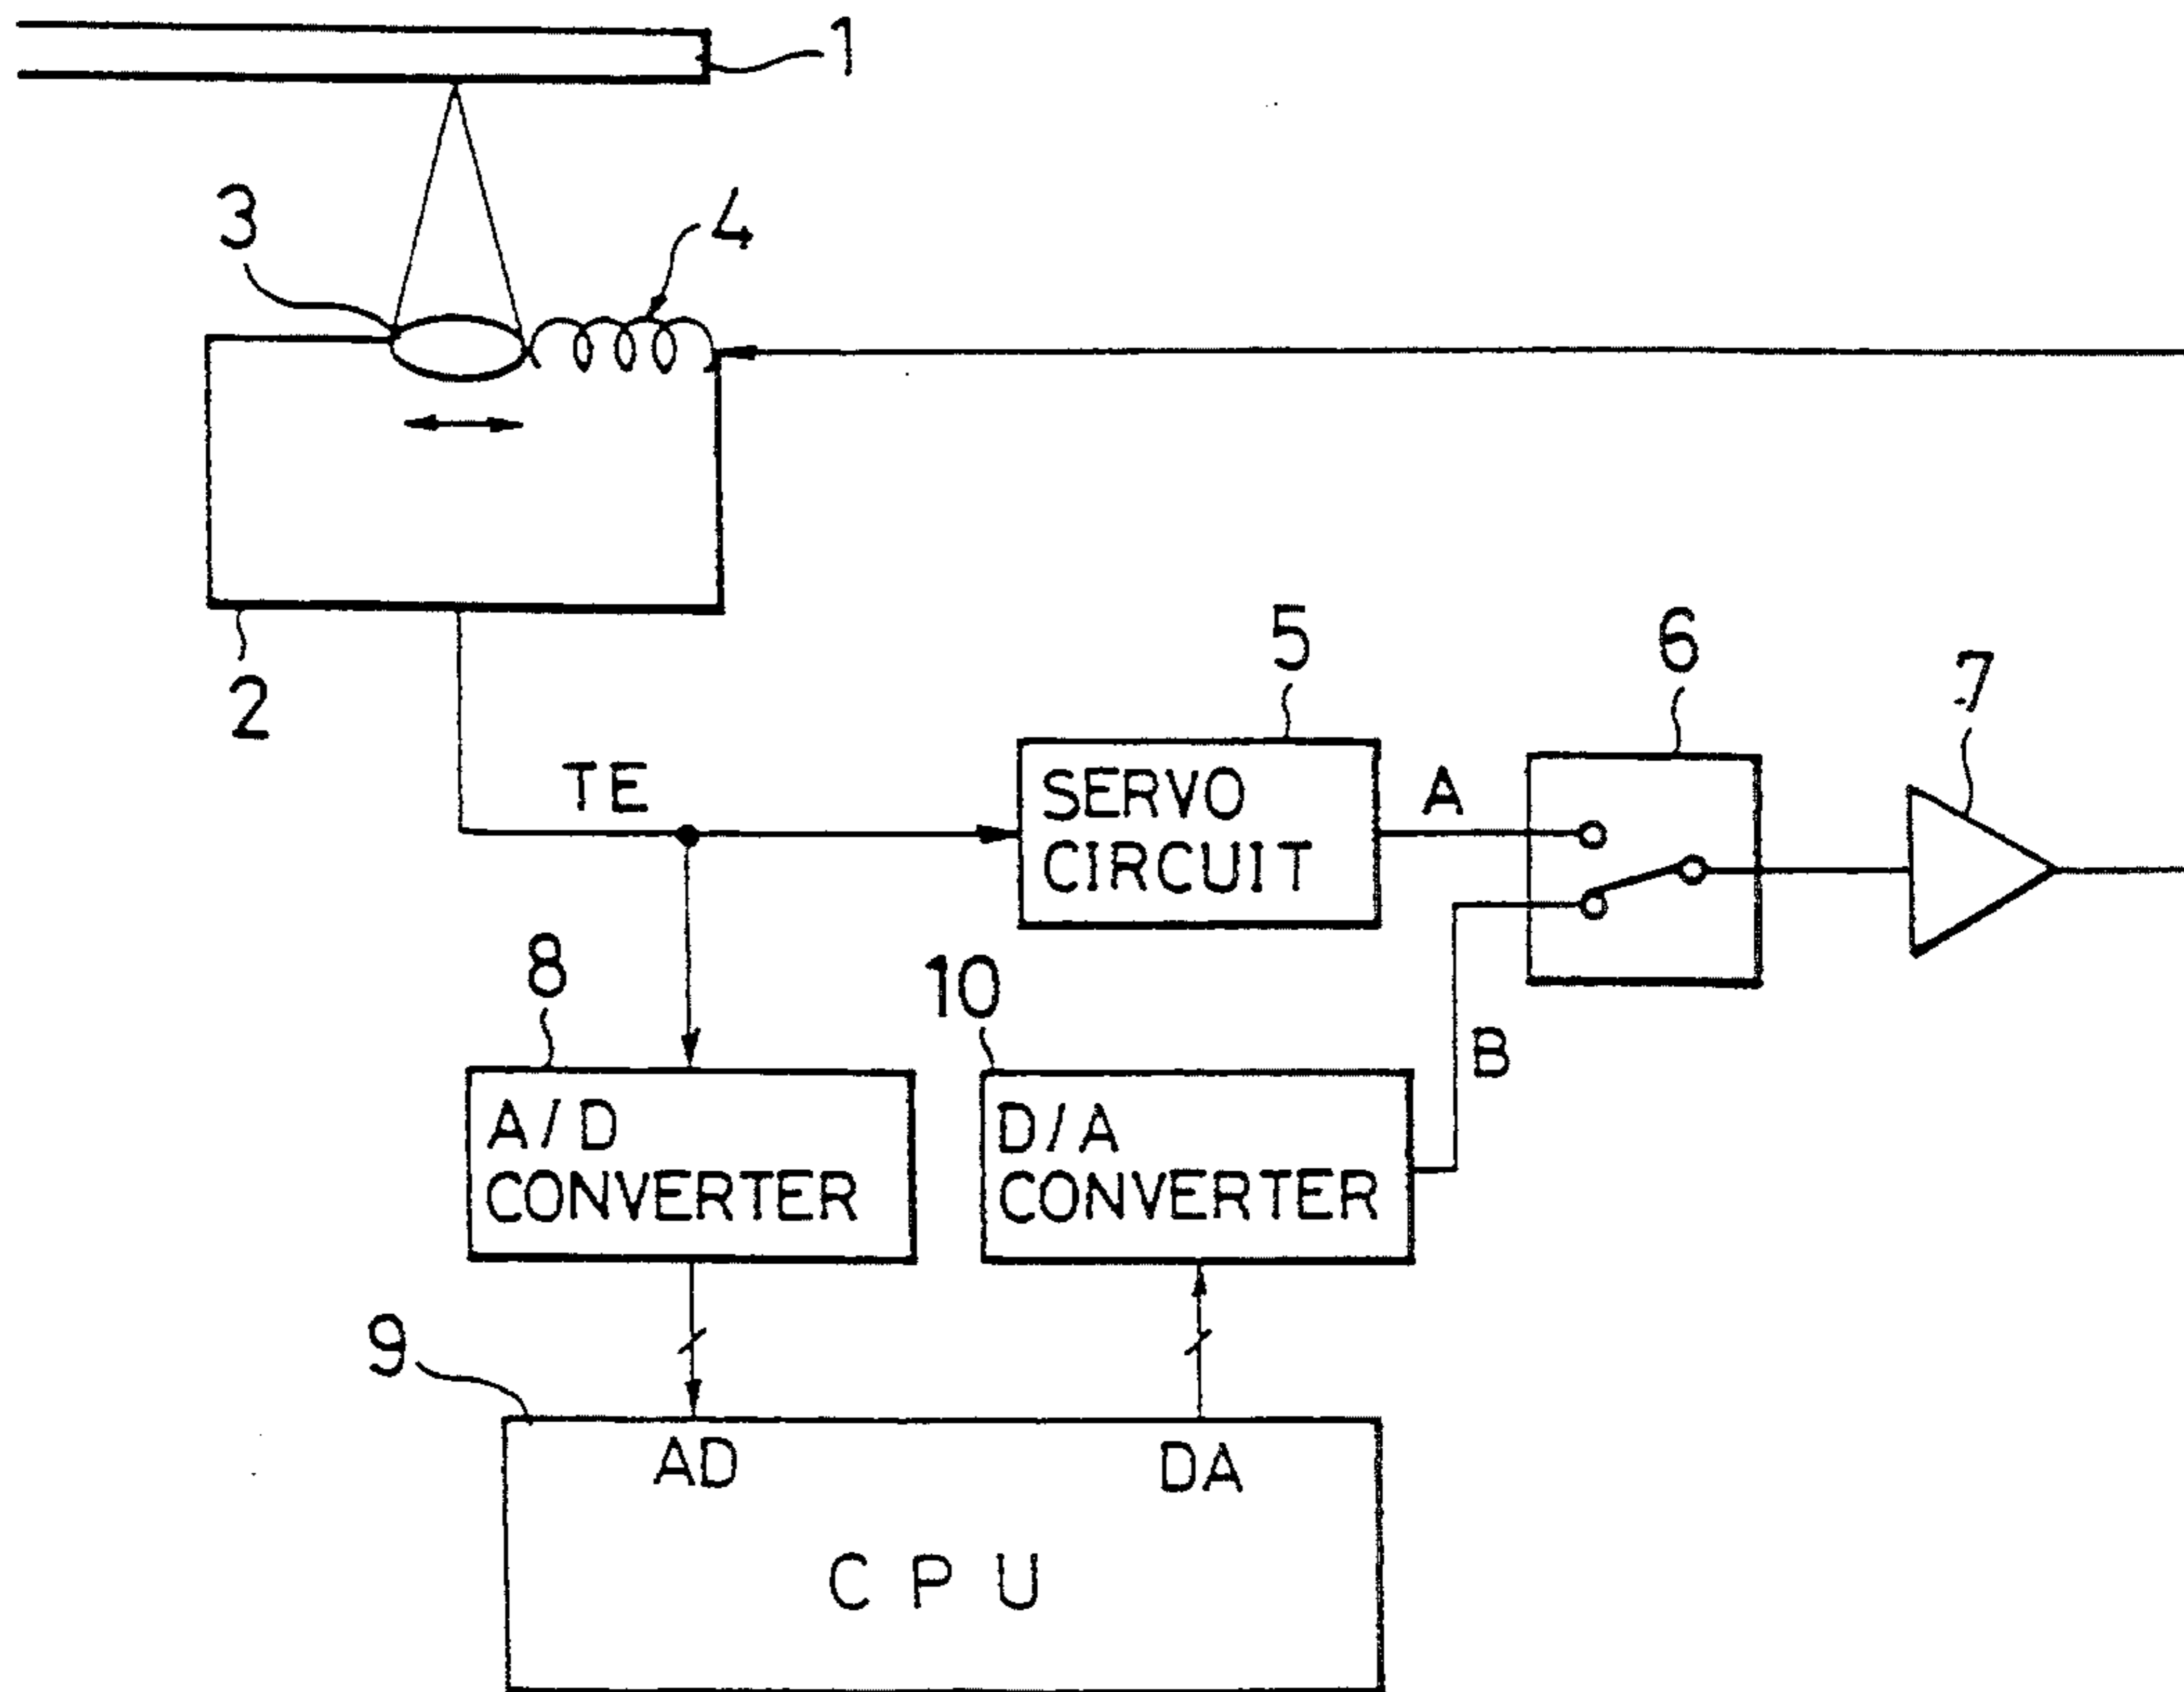 1
3
4
2
5
6
7
TE
SERVO
CIRCUIT
A
8
10
B
A/D
CONVERTER
D/A
CONVERTER
9
AD
DA
CPU